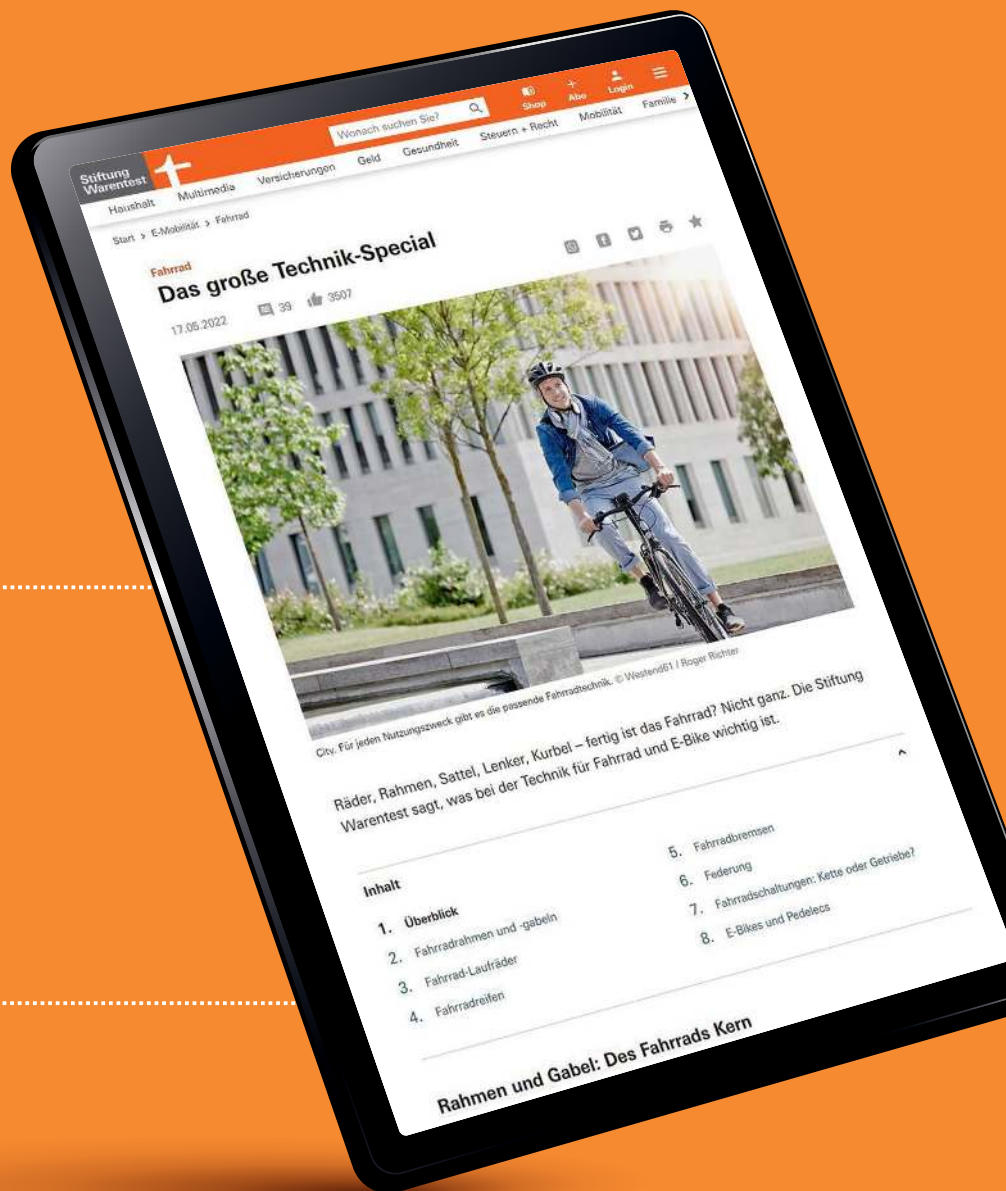 Stiftung
Warentest
Wonach suchen Sie?
Shop
Abo
Login
Haushalt Multimedia Versicherungen Geld Gesundheit Steuern + Recht Mobilität Familie >
Start > E-Mobilität > Fahrrad
Fahrrad
Das große Technik-Special
17.05.2022 39 3507
City. Für jeden Nutzungszweck gibt es die passende Fahrradtechnik. © Westend61 / Roger Richter
Räder, Rahmen, Sattel, Lenker, Kurbel – fertig ist das Fahrrad? Nicht ganz. Die Stiftung
Warentest sagt, was bei der Technik für Fahrrad und E-Bike wichtig ist.
Inhalt
1. Überblick
2. Fahrradrahmen und -gabeln
3. Fahrrad-Laufräder
4. Fahrradreifen
5. Fahrradbremsen
6. Federung
7. Fahrradschaltungen: Kette oder Getriebe?
8. E-Bikes und Pedelecs
Rahmen und Gabel: Des Fahrrads Kern